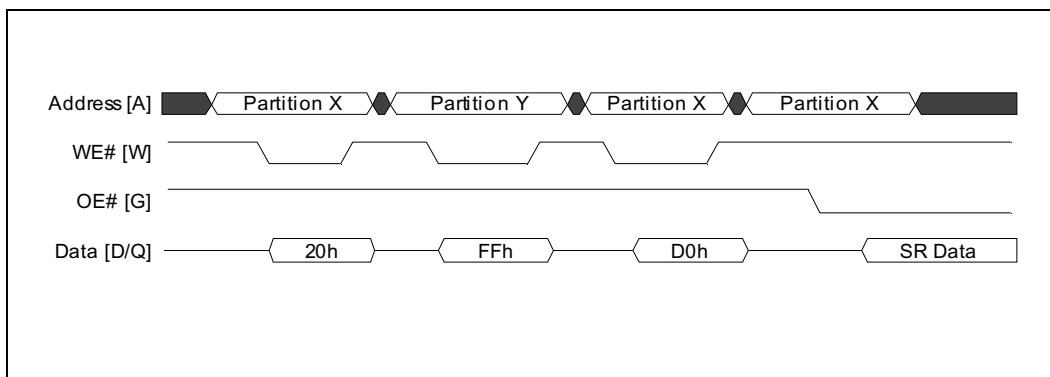 Address [A] Partition X Partition Y Partition X Partition X
WE# [W]
OE# [G]
Data [D/Q] 20h FFh D0h SR Data